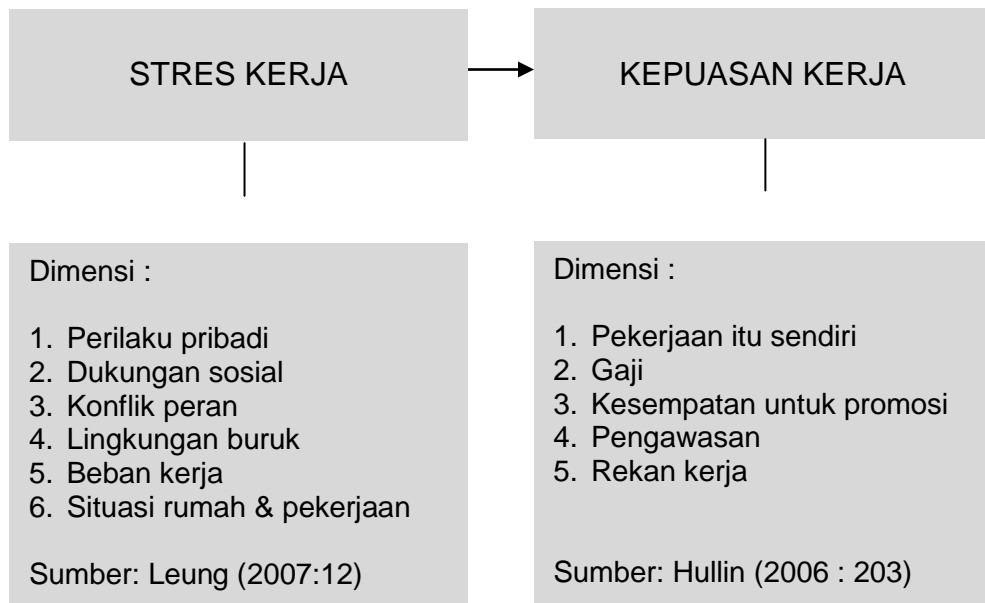 STRES KERJA
KEPUASAN KERJA
Dimensi :
1. Perilaku pribadi
2. Dukungan sosial
3. Konflik peran
4. Lingkungan buruk
5. Beban kerja
6. Situasi rumah & pekerjaan
Sumber: Leung (2007:12)
Dimensi :
1. Pekerjaan itu sendiri
2. Gaji
3. Kesempatan untuk promosi
4. Pengawasan
5. Rekan kerja
Sumber: Hullin (2006 : 203)